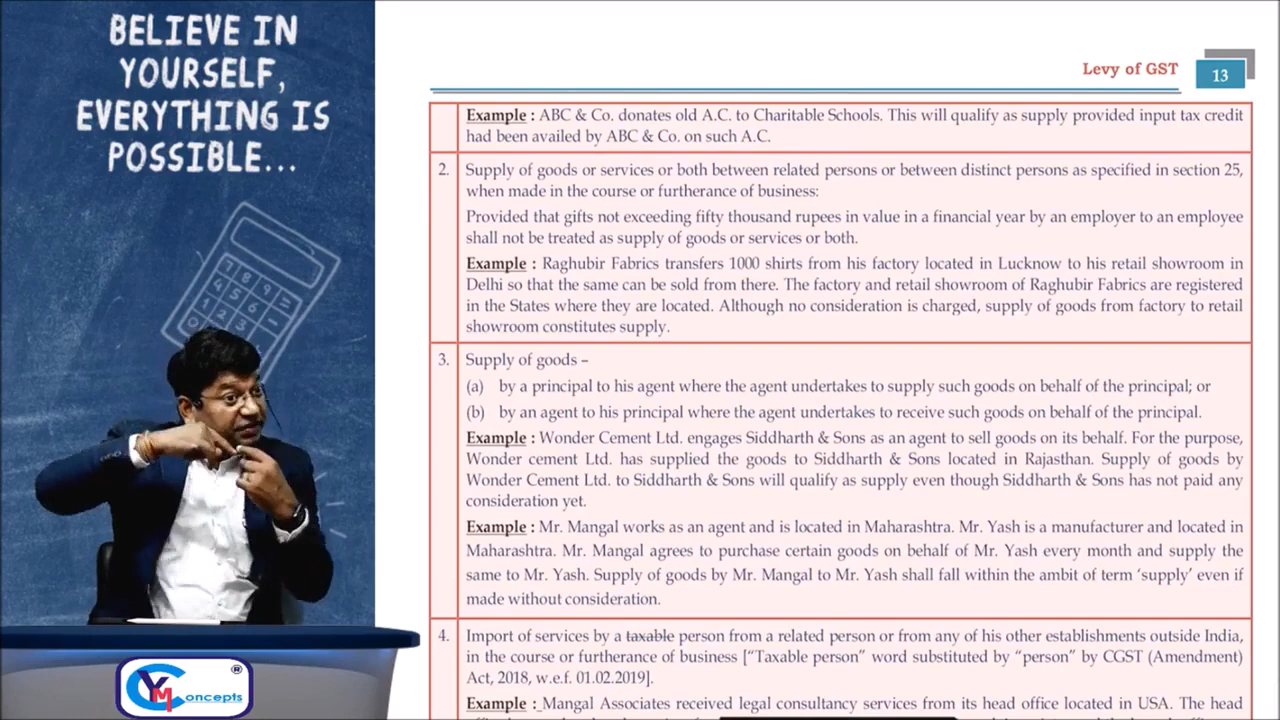 BELIEVE IN
YOURSELF,
EVERYTHING IS
POSSIBLE...
7 8 9 ÷
4 5 6 -
1 2 3
0
YM Concepts ®
Levy of GST 13
Example : ABC & Co. donates old A.C. to Charitable Schools. This will qualify as supply provided input tax credit
had been availed by ABC & Co. on such A.C.
2. Supply of goods or services or both between related persons or between distinct persons as specified in section 25,
when made in the course or furtherance of business:
Provided that gifts not exceeding fifty thousand rupees in value in a financial year by an employer to an employee
shall not be treated as supply of goods or services or both.
Example : Raghubir Fabrics transfers 1000 shirts from his factory located in Lucknow to his retail showroom in
Delhi so that the same can be sold from there. The factory and retail showroom of Raghubir Fabrics are registered
in the States where they are located. Although no consideration is charged, supply of goods from factory to retail
showroom constitutes supply.
3. Supply of goods –
(a) by a principal to his agent where the agent undertakes to supply such goods on behalf of the principal; or
(b) by an agent to his principal where the agent undertakes to receive such goods on behalf of the principal.
Example : Wonder Cement Ltd. engages Siddharth & Sons as an agent to sell goods on its behalf. For the purpose,
Wonder cement Ltd. has supplied the goods to Siddharth & Sons located in Rajasthan. Supply of goods by
Wonder Cement Ltd. to Siddharth & Sons will qualify as supply even though Siddharth & Sons has not paid any
consideration yet.
Example : Mr. Mangal works as an agent and is located in Maharashtra. Mr. Yash is a manufacturer and located in
Maharashtra. Mr. Mangal agrees to purchase certain goods on behalf of Mr. Yash every month and supply the
same to Mr. Yash. Supply of goods by Mr. Mangal to Mr. Yash shall fall within the ambit of term ‘supply’ even if
made without consideration.
4. Import of services by a taxable person from a related person or from any of his other establishments outside India,
in the course or furtherance of business [“Taxable person” word substituted by “person” by CGST (Amendment)
Act, 2018, w.e.f. 01.02.2019].
Example : Mangal Associates received legal consultancy services from its head office located in USA. The head